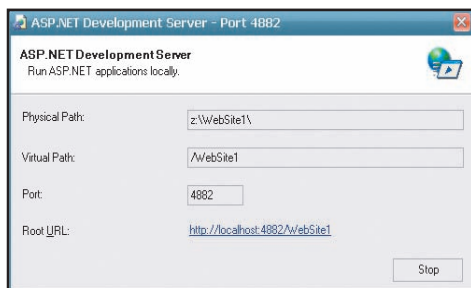 ASP.NET Development Server - Port 4882
ASP.NET Development Server
Run ASP.NET applications locally.
Physical Path: z:\WebSite1\
Virtual Path: /WebSite1
Port: 4882
Root URL: http://localhost:4882/WebSite1
Stop